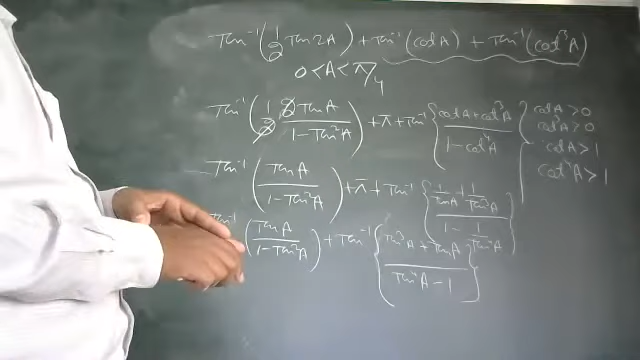 Tan⁻¹(1/2 Tan2A) + Tan⁻¹(cotA) + Tan⁻¹(cot³A)
0 < A < π/4
Tan⁻¹(1/2 2TanA/1-Tan²A) + π + Tan⁻¹{cotA+cot³A/1-cot⁴A}
cotA > 0
cot³A > 0
cotA > 1
cot⁴A > 1
Tan⁻¹(TanA/1-Tan²A) + π + Tan⁻¹{1/TanA + 1/Tan³A/1 - 1/Tan⁴A}
Tan⁻¹(TanA/1-Tan²A) + Tan⁻¹{Tan³A + TanA/Tan⁴A - 1}